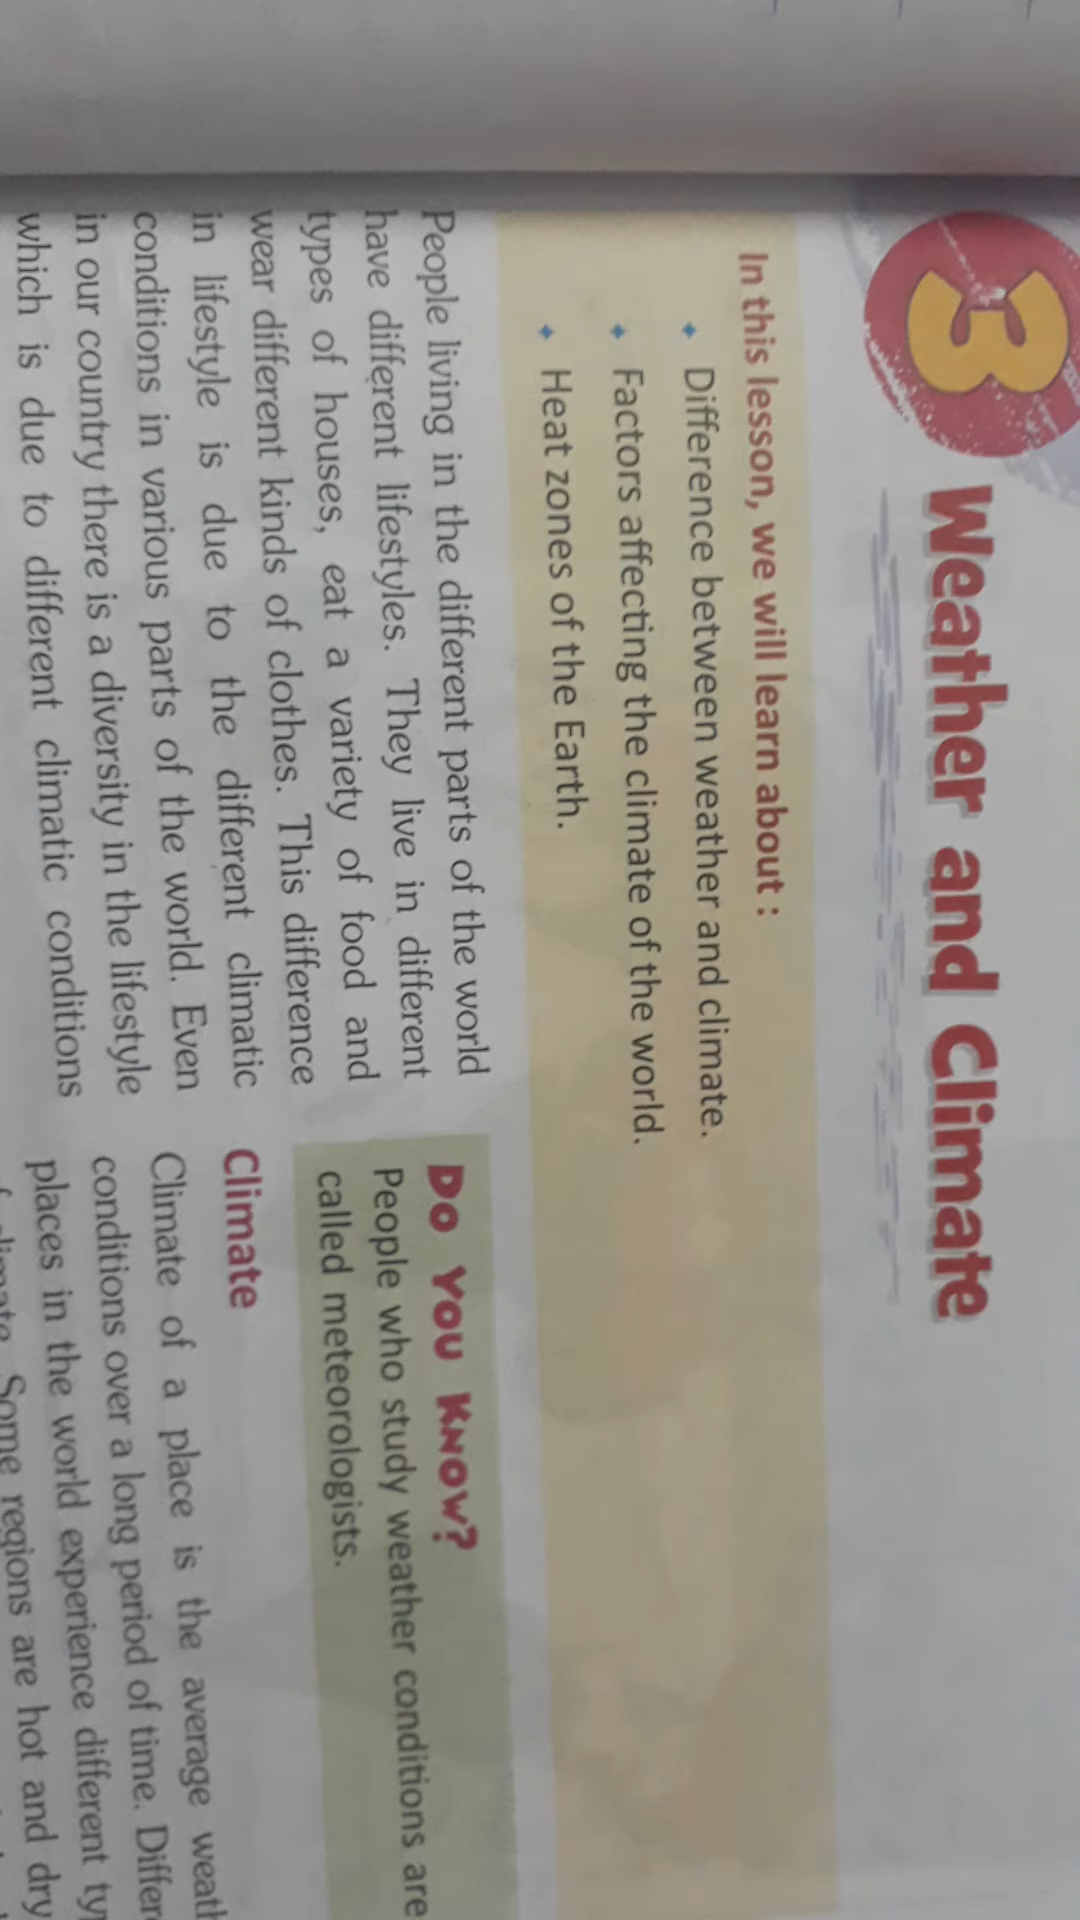 3
Weather and Climate
In this lesson, we will learn about :
Difference between weather and climate.
Factors affecting the climate of the world.
Heat zones of the Earth.
People living in the different parts of the world
have different lifestyles. They live in different
types of houses, eat a variety of food and
wear different kinds of clothes. This difference
in lifestyle is due to the different climatic
conditions in various parts of the world. Even
in our country there is a diversity in the lifestyle
which is due to different climatic conditions
DO YOU KNOW?
People who study weather conditions are
called meteorologists.
Climate
Climate of a place is the average
conditions over a long period of time.
places in the world experience different
Some regions are hot and dry